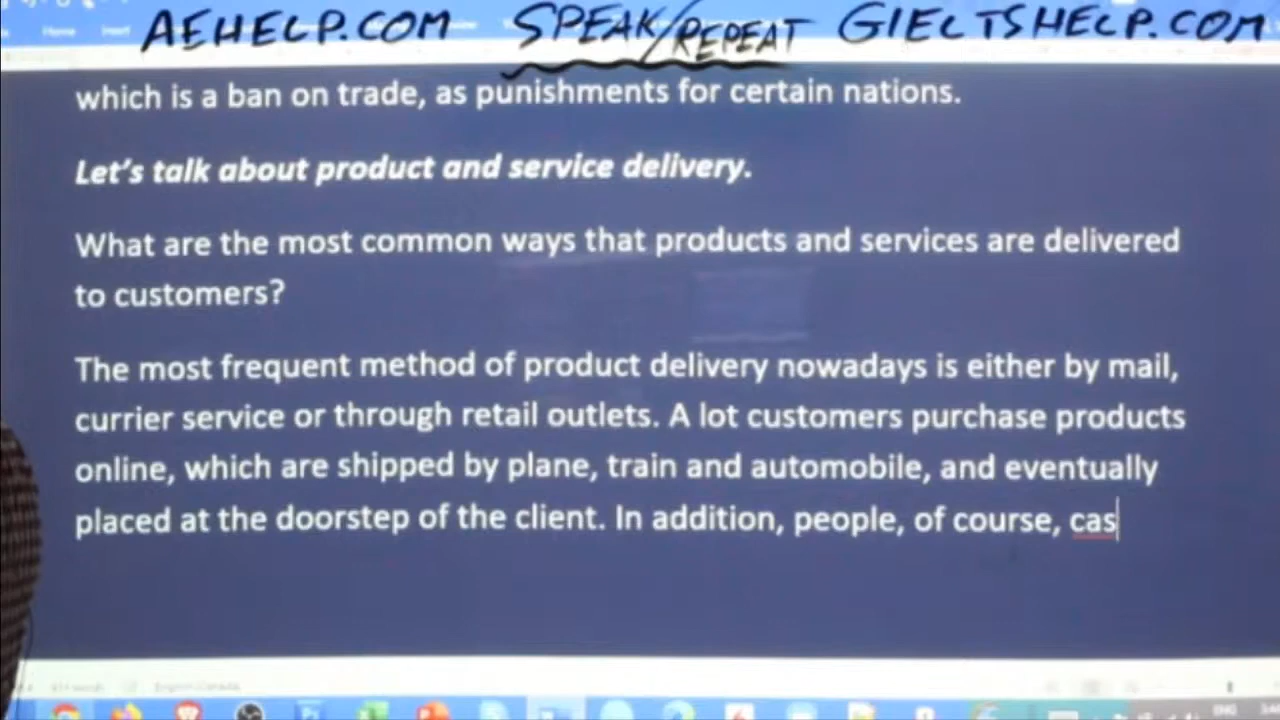 AEHELP.COM SPEAK/REPEAT GIELTSHELP.COM
Home Insert
which is a ban on trade, as punishments for certain nations.
Let's talk about product and service delivery.
What are the most common ways that products and services are delivered
to customers?
The most frequent method of product delivery nowadays is either by mail,
currier service or through retail outlets. A lot customers purchase products
online, which are shipped by plane, train and automobile, and eventually
placed at the doorstep of the client. In addition, people, of course, cas
ENG